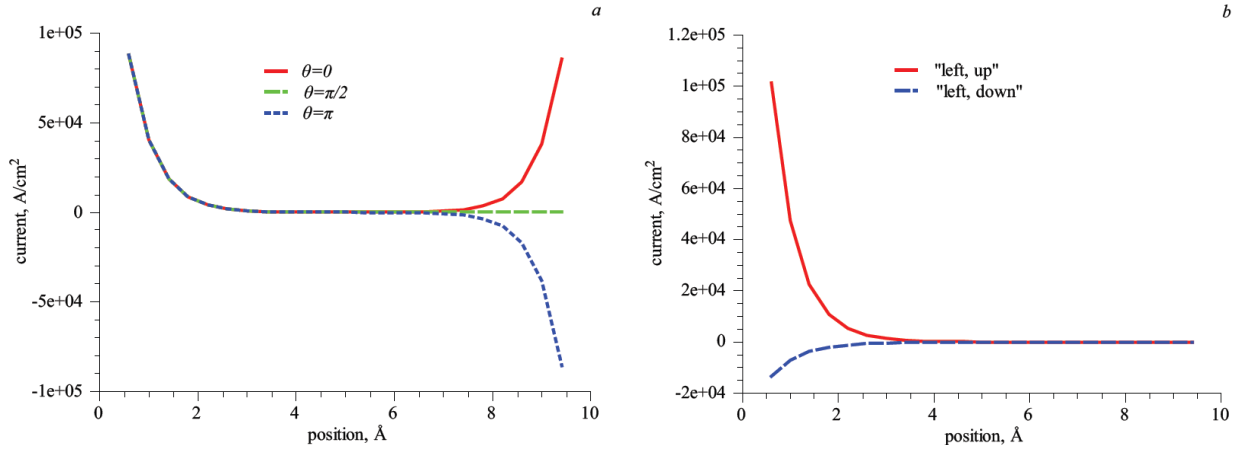 a
1e+05
5e+04
0
-5e+04
-1e+05
current, A/cm²
θ=0
θ=π/2
θ=π
0 2 4 6 8 10
position, Å
b
1.2e+05
1e+05
8e+04
6e+04
4e+04
2e+04
0
-2e+04
current, A/cm²
"left, up"
"left, down"
0 2 4 6 8 10
position, Å